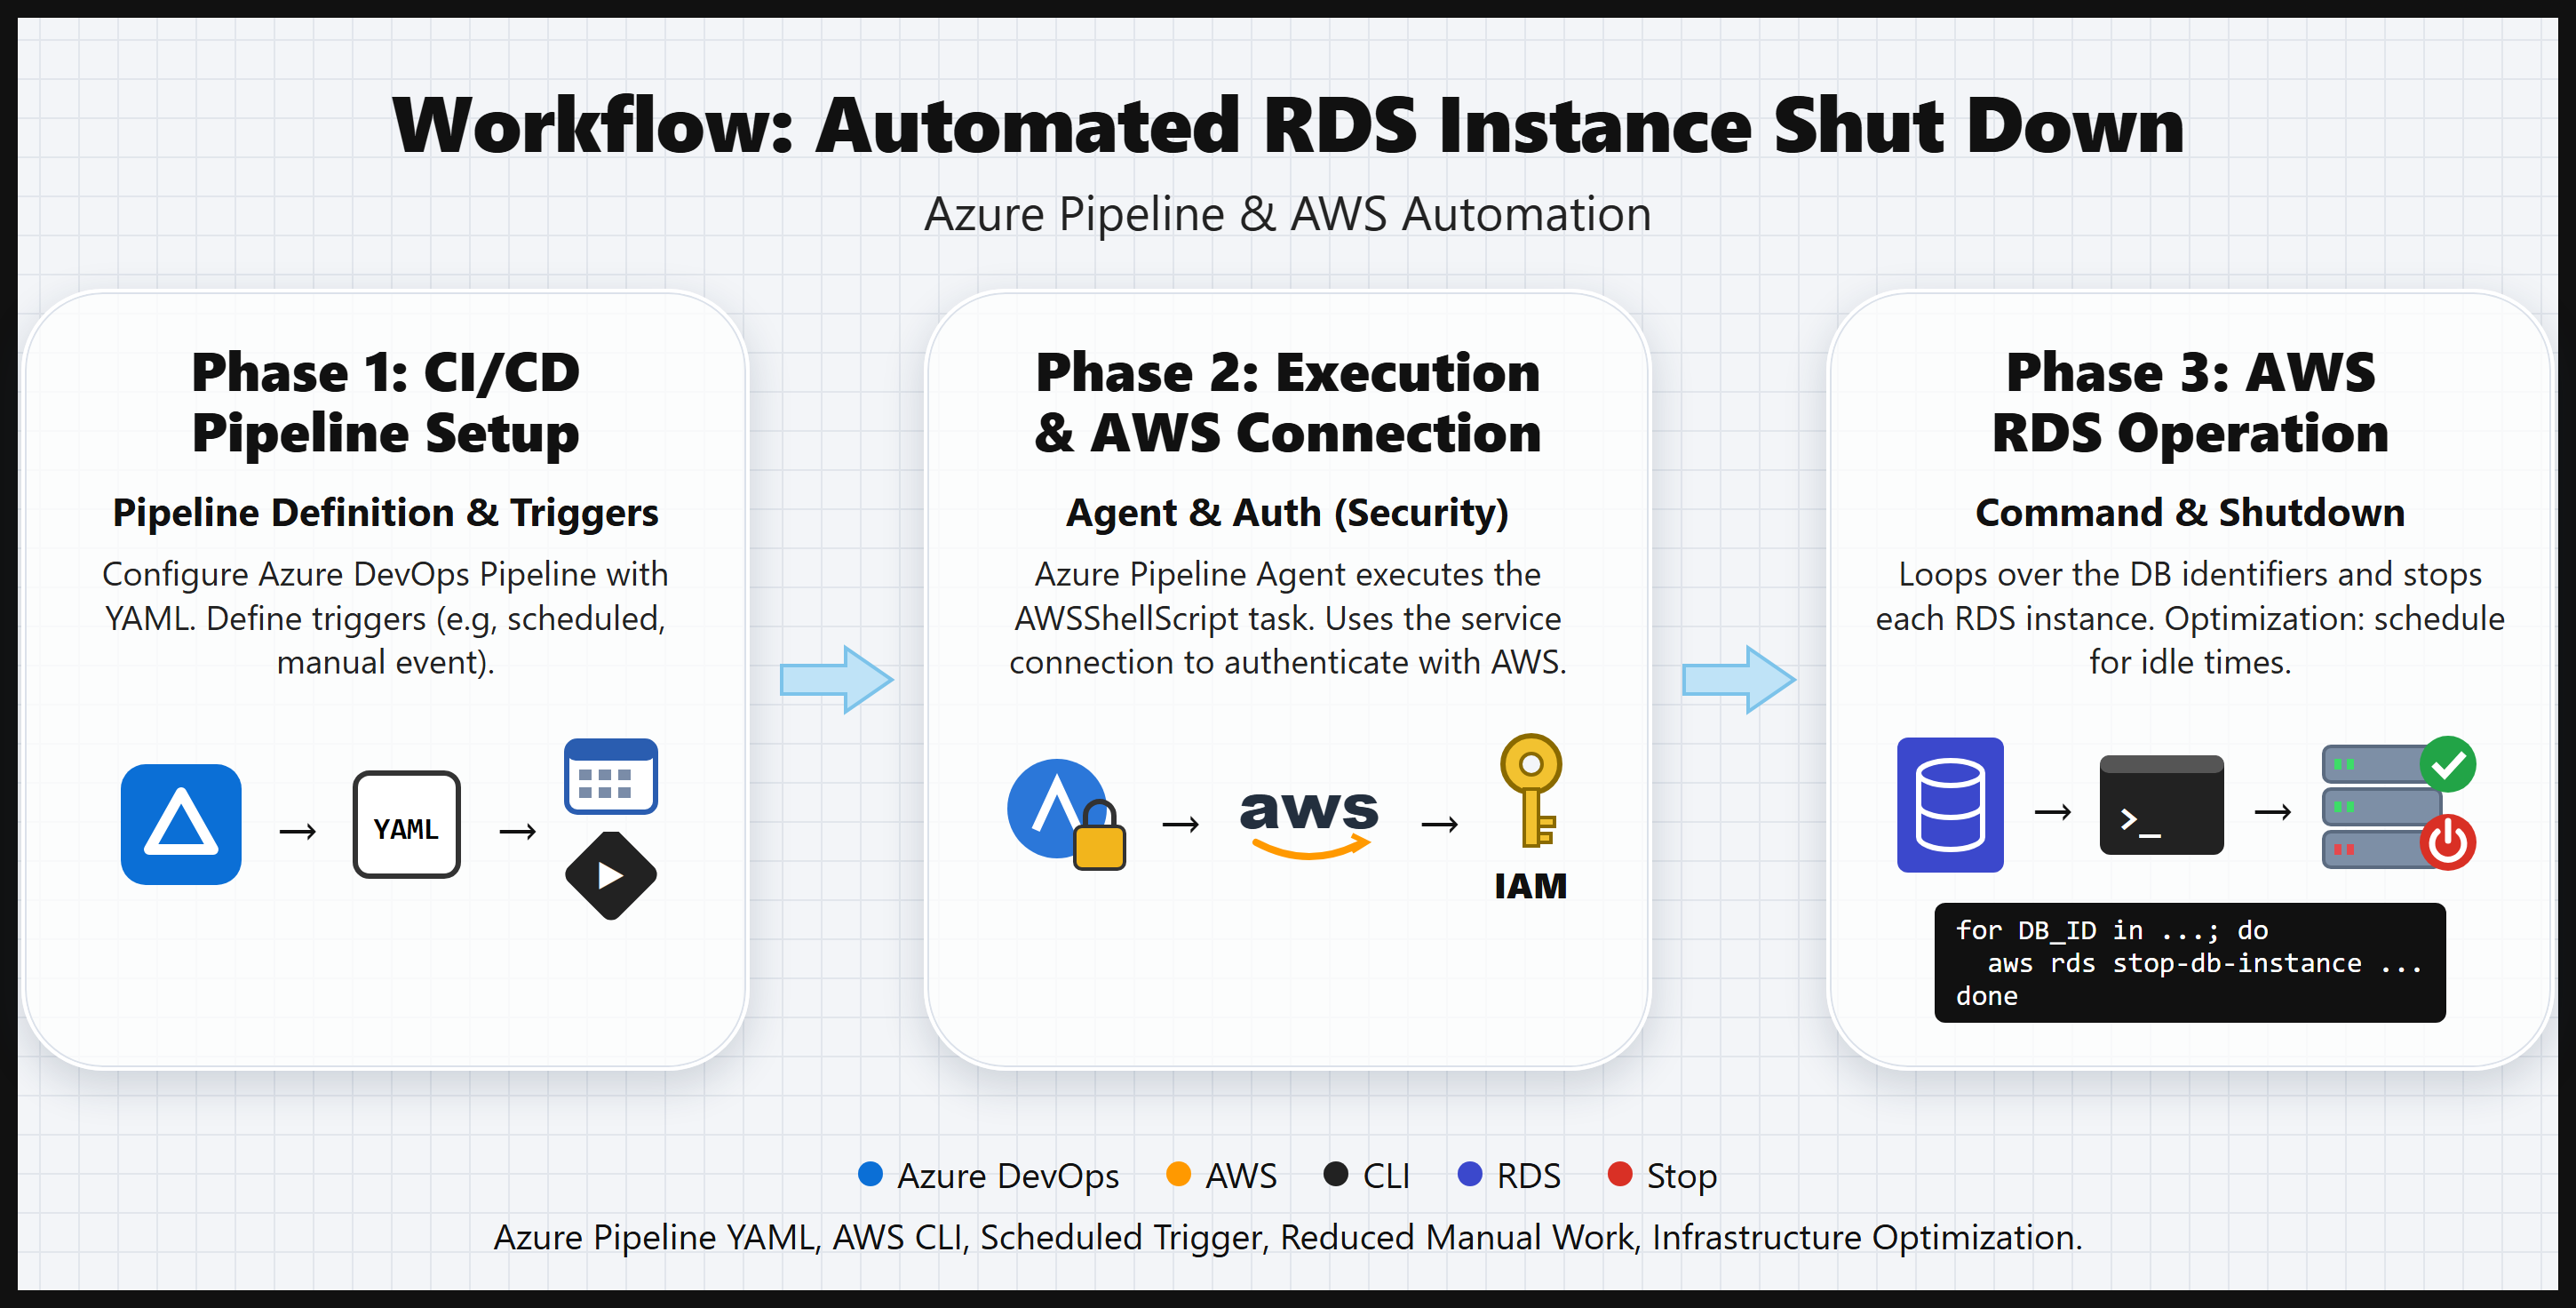 Workflow: Automated RDS Instance Shut Down
Azure Pipeline & AWS Automation
Phase 1: CI/CD
Pipeline Setup
Pipeline Definition & Triggers
Configure Azure DevOps Pipeline with
YAML. Define triggers (e.g, scheduled,
manual event).
YAML
Phase 2: Execution
& AWS Connection
Agent & Auth (Security)
Azure Pipeline Agent executes the
AWSShellScript task. Uses the service
connection to authenticate with AWS.
aws
IAM
Phase 3: AWS
RDS Operation
Command & Shutdown
Loops over the DB identifiers and stops
each RDS instance. Optimization: schedule
for idle times.
>_
for DB_ID in ...; do
  aws rds stop-db-instance ...
done
Azure DevOps AWS CLI RDS Stop
Azure Pipeline YAML, AWS CLI, Scheduled Trigger, Reduced Manual Work, Infrastructure Optimization.